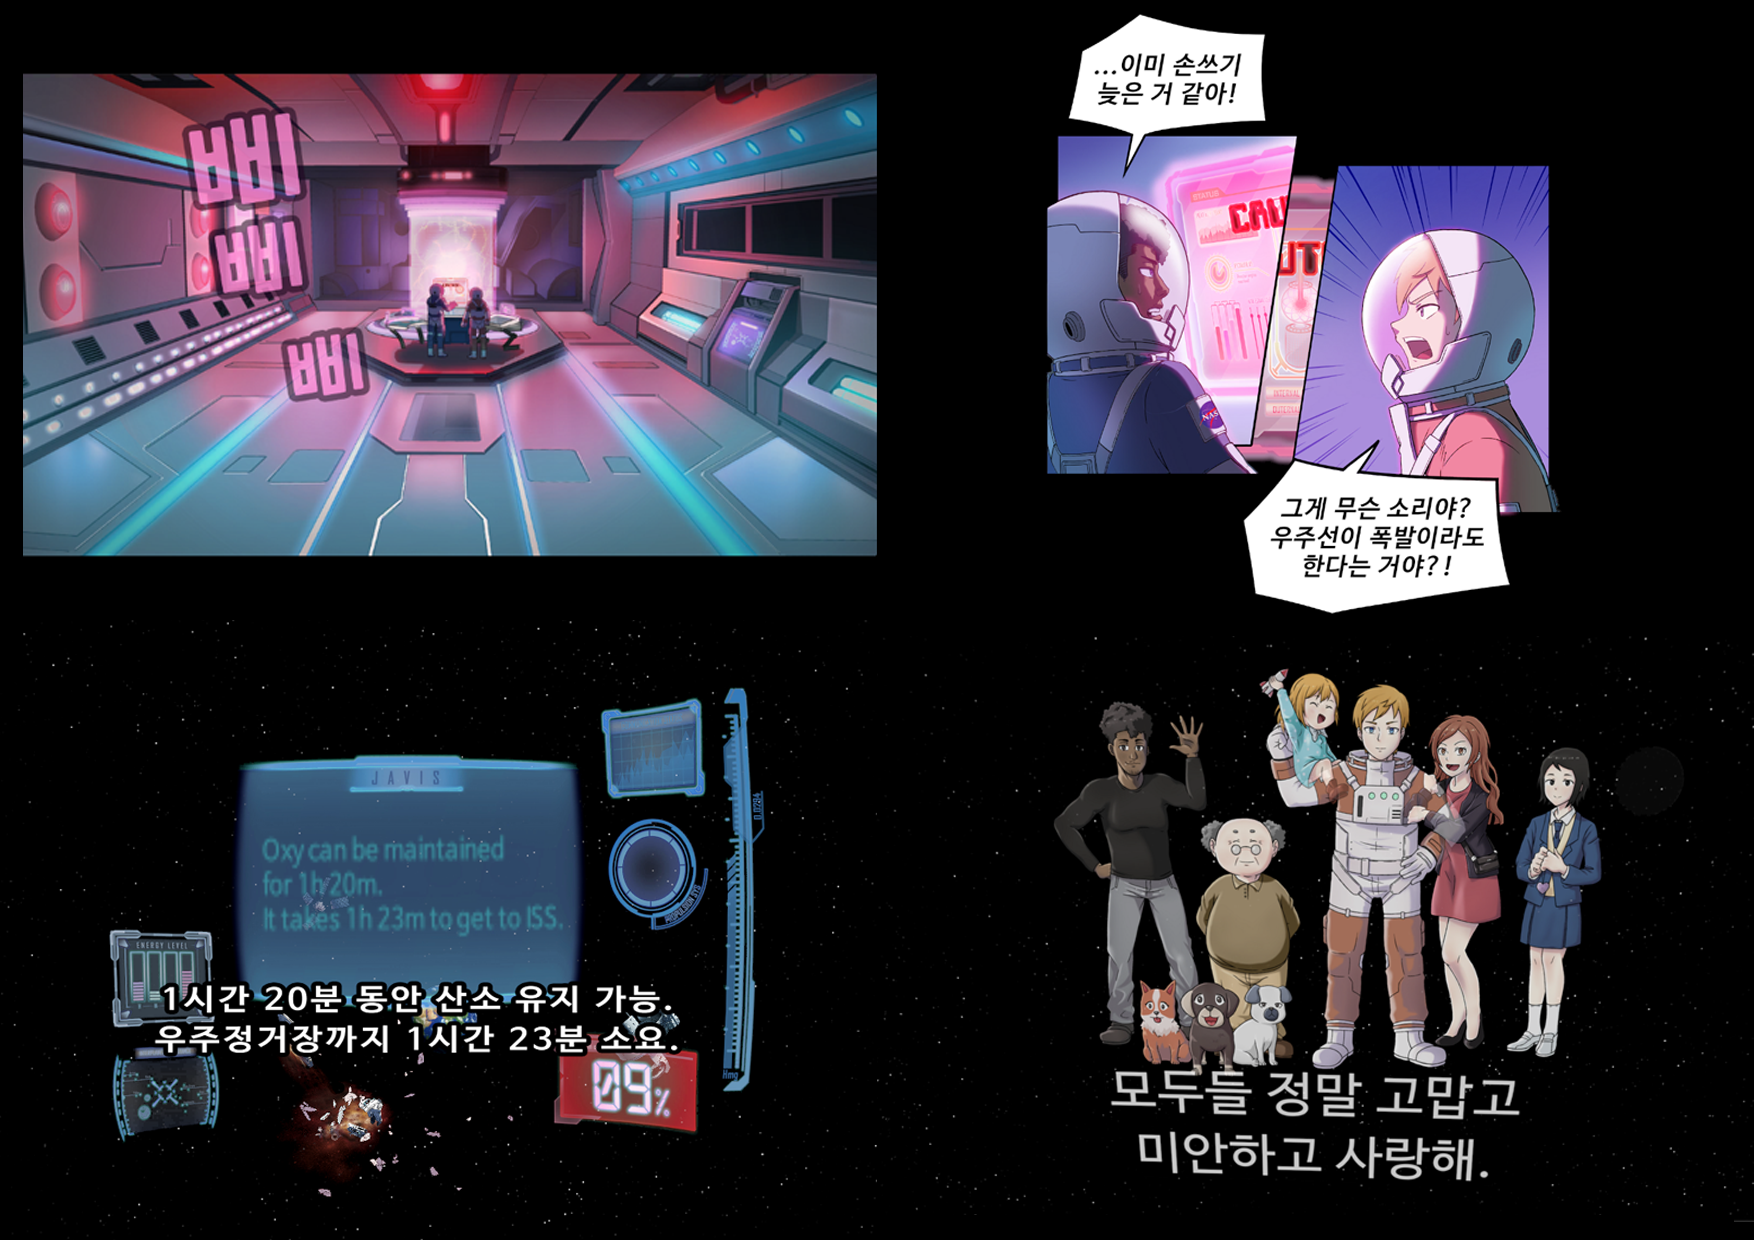 삐
삐
삐
...이미 손쓰기
늦은 거 같아!
NASA
그게 무슨 소리야?
우주선이 폭발이라도
한다는 거야?!
JAVIS
Oxy can be maintained
for 1h 20m.
It takes 1h 23m to get to ISS.
ENERGY LEVEL
1시간 20분 동안 산소 유지 가능.
우주정거장까지 1시간 23분 소요.
09%
Hmg
모두들 정말 고맙고
미안하고 사랑해.